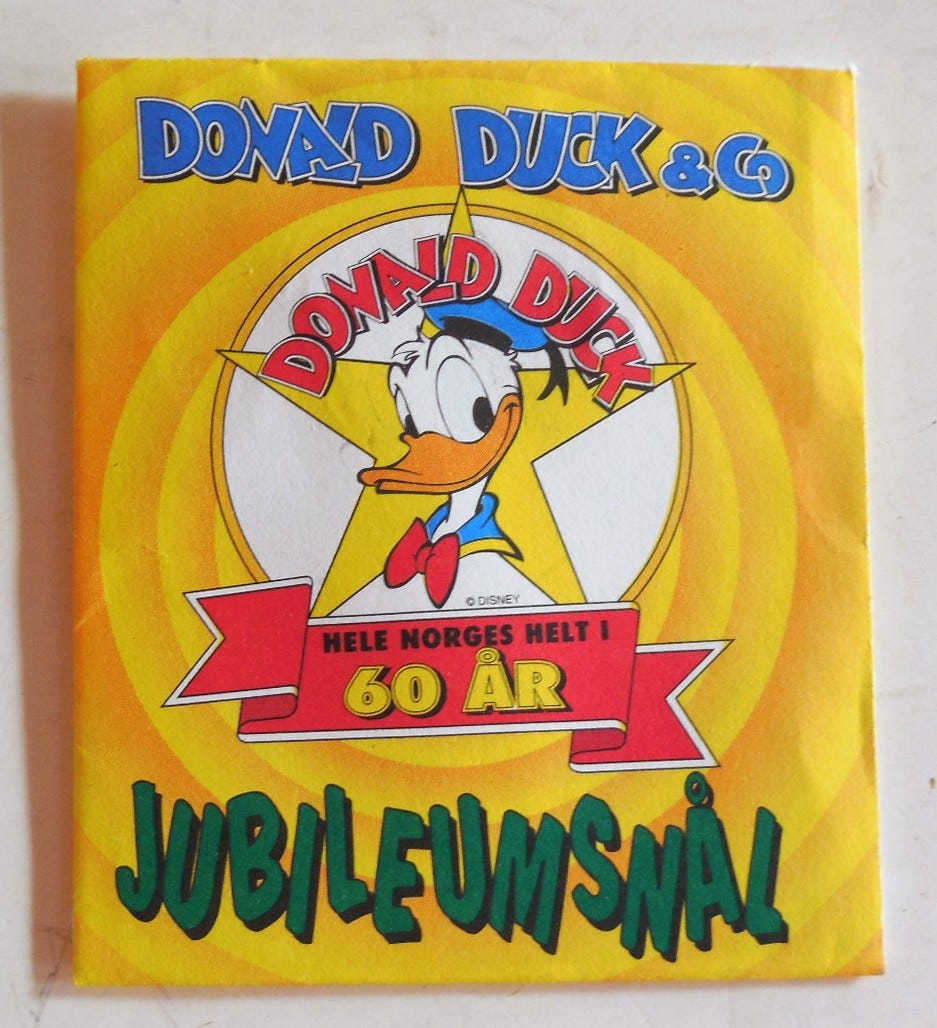 DONALD DUCK & CO
DONALD DUCK
© DISNEY
HELE NORGES HELT I
60 ÅR
JUBILEUMSNÅL